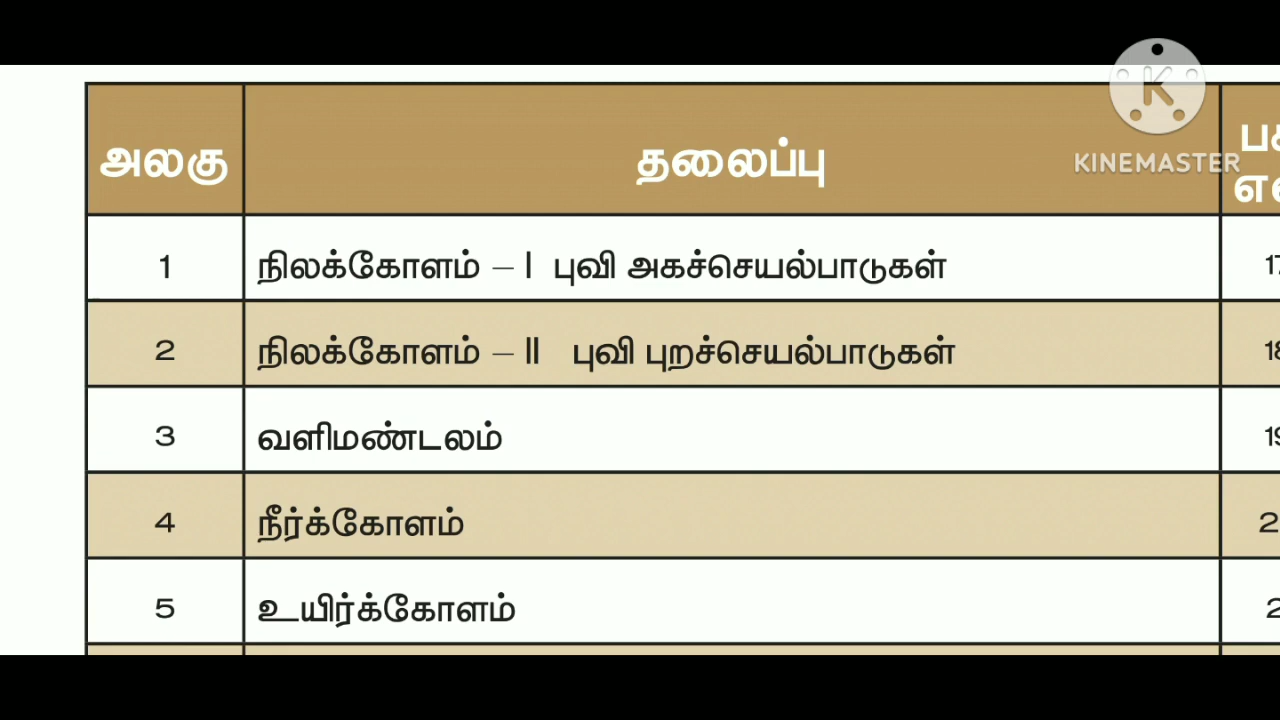 அலகு தலைப்பு
KINEMASTER
1 நிலக்கோளம் – I புவி அகச்செயல்பாடுகள்
2 நிலக்கோளம் – II புவி புறச்செயல்பாடுகள்
3 வளிமண்டலம்
4 நீர்க்கோளம்
5 உயிர்க்கோளம்